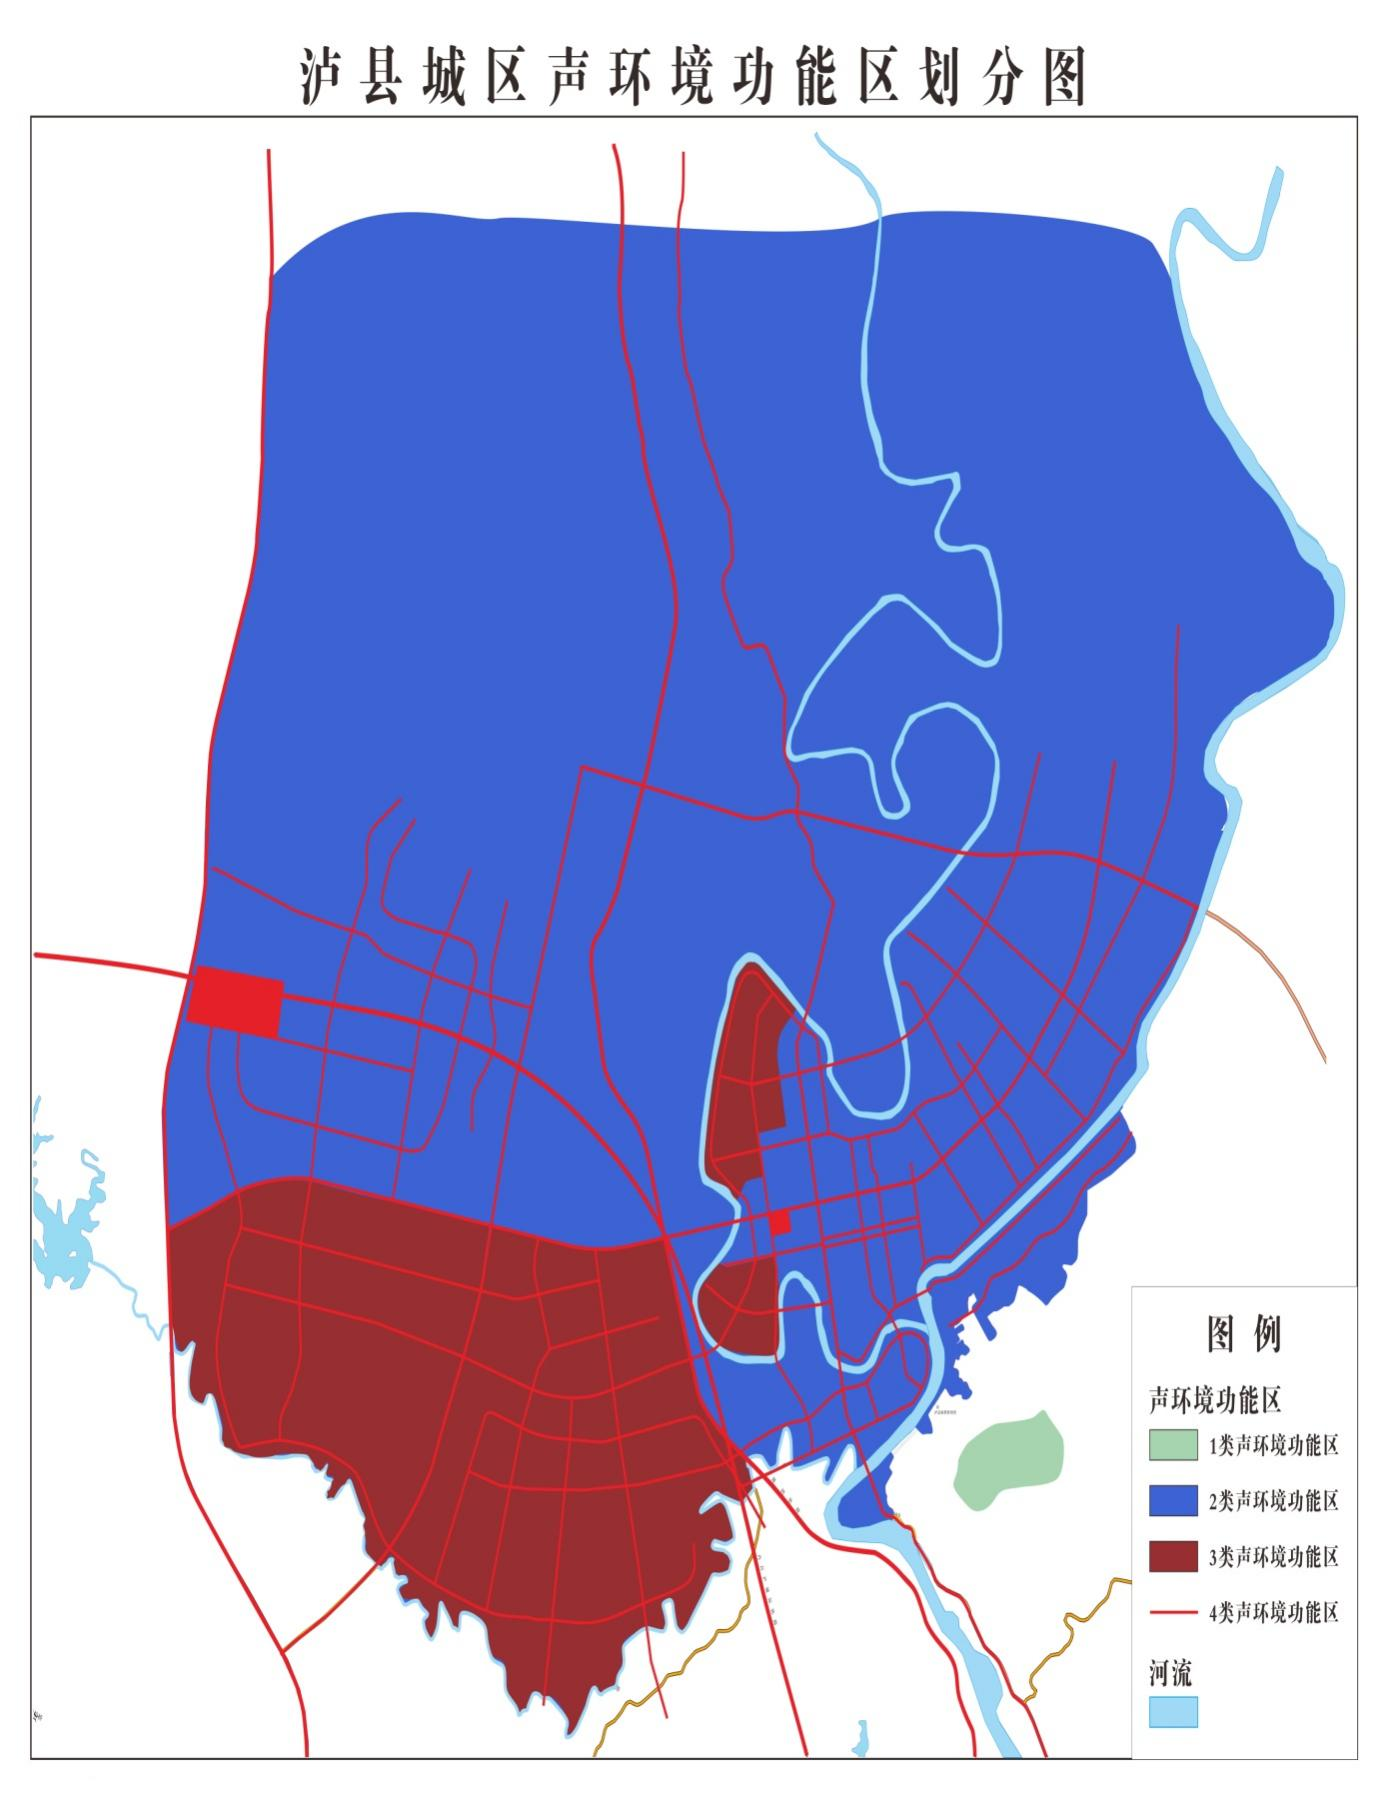 泸县城区声环境功能区划分图
图例
声环境功能区
1类声环境功能区
2类声环境功能区
3类声环境功能区
4类声环境功能区
河流